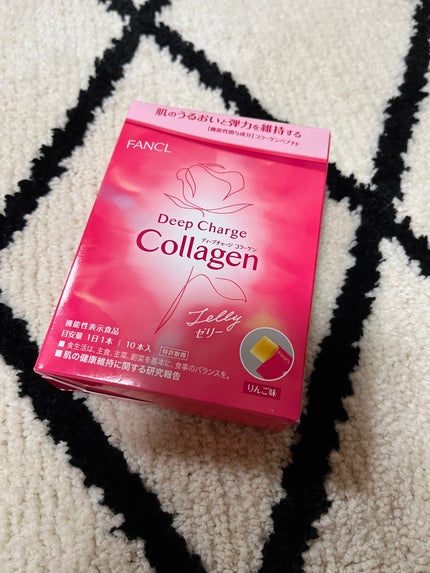 肌のうるおいと弾力を維持する
【機能性関与成分】コラーゲンペプチド
FANCL
Deep Charge
ディープチャージ コラーゲン
Collagen
Jelly
ゼリー
機能性表示食品
目安量 1日1本 | 10本入 特許取得
■食生活は、主食、主菜、副菜を基本に、食事のバランスを。
■肌の健康維持に関する研究報告
りんご味